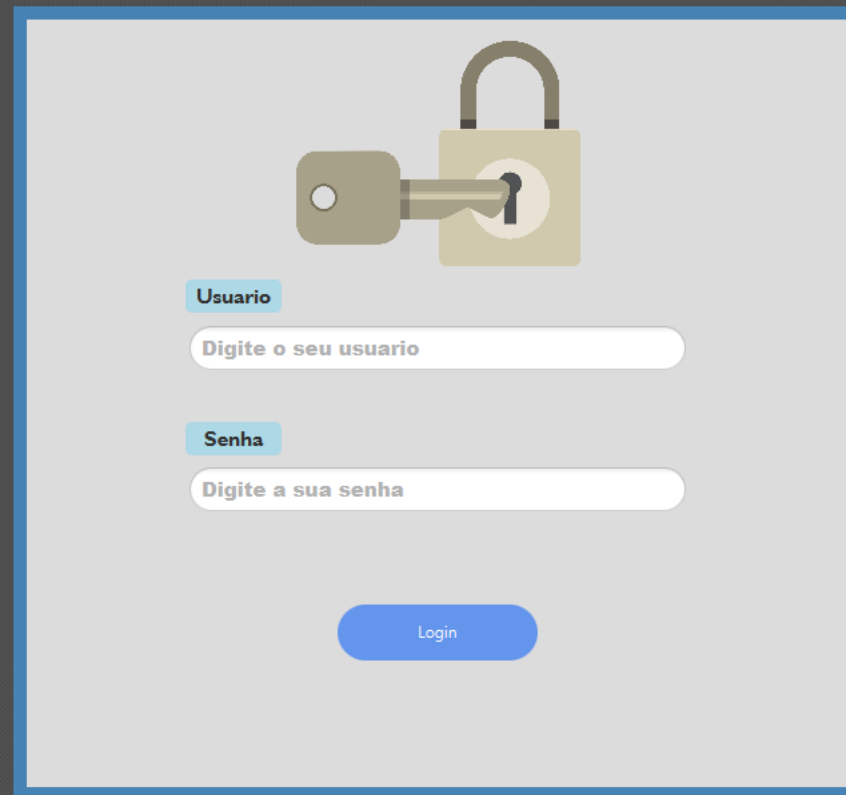 Usuario
Digite o seu usuario
Senha
Digite a sua senha
Login